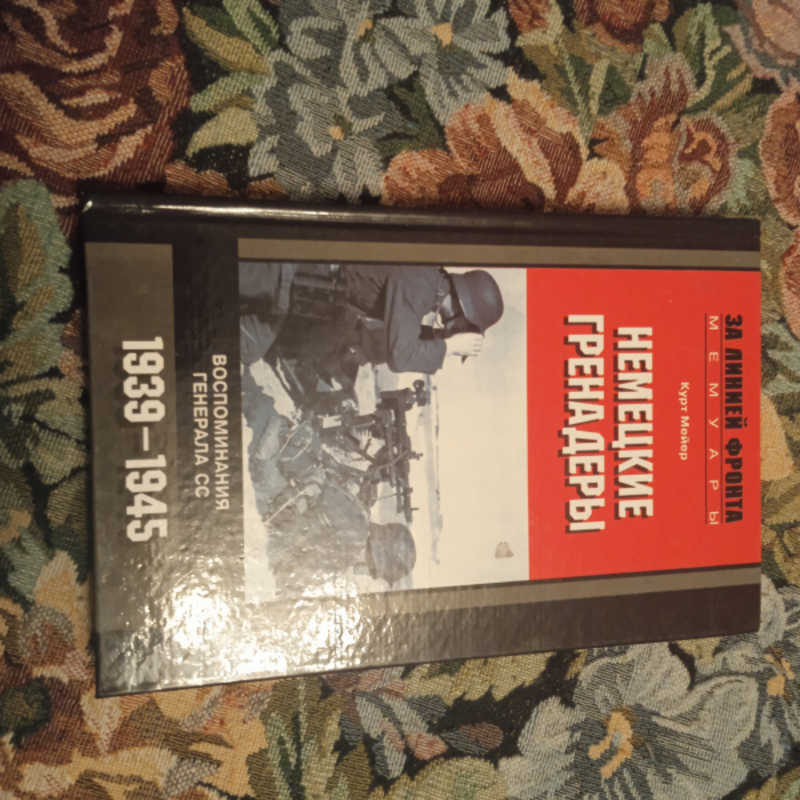 ЗА ЛИНИЕЙ ФРОНТА
МЕМУАРЫ
Курт Мейер
НЕМЕЦКИЕ
ГРЕНАДЕРЫ
ВОСПОМИНАНИЯ
ГЕНЕРАЛА СС
1939–1945